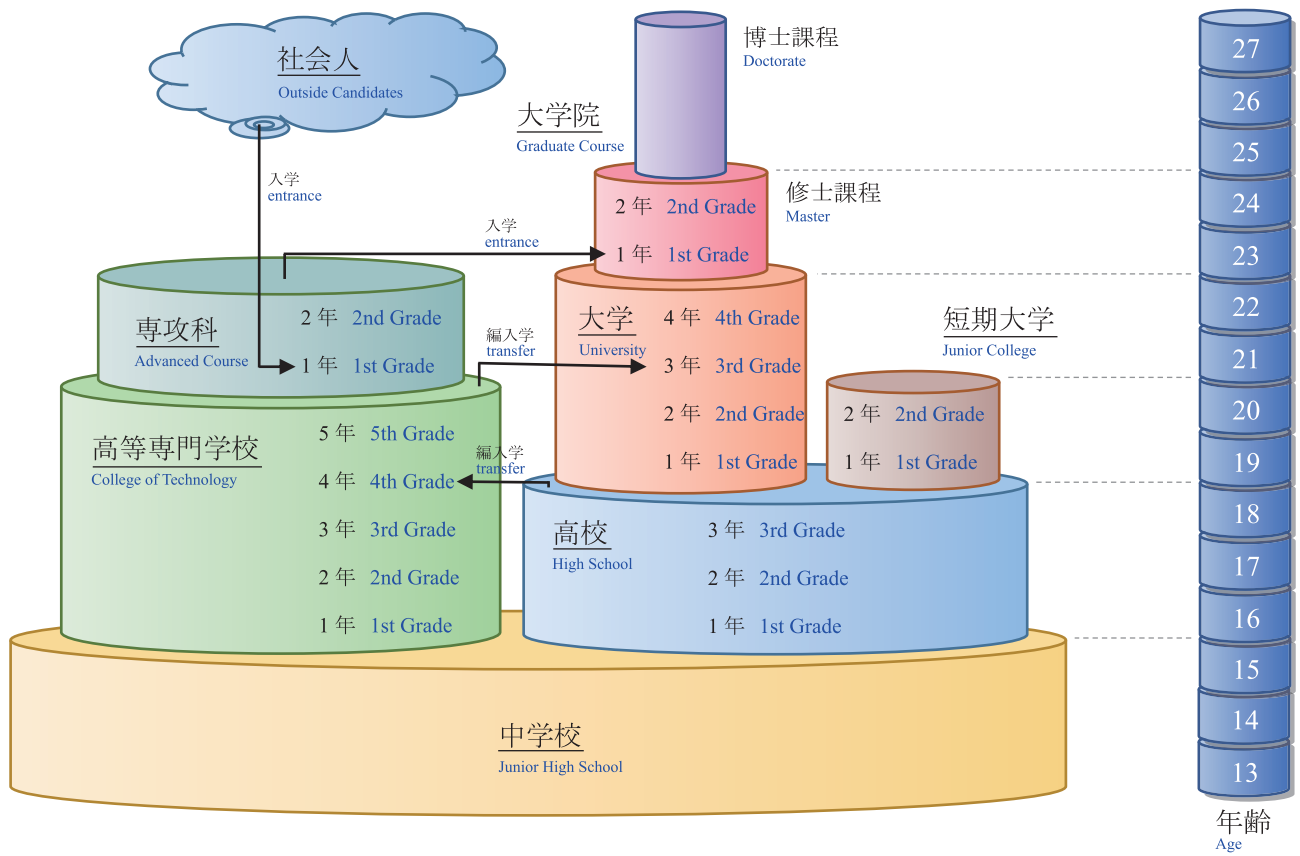 社会人
Outside Candidates
入学
entrance
博士課程
Doctorate
大学院
Graduate Course
修士課程
Master
2 年 2nd Grade
1 年 1st Grade
入学
entrance
専攻科
Advanced Course
2 年 2nd Grade
1 年 1st Grade
編入学
transfer
大学
University
4 年 4th Grade
3 年 3rd Grade
2 年 2nd Grade
1 年 1st Grade
短期大学
Junior College
2 年 2nd Grade
1 年 1st Grade
高等専門学校
College of Technology
5 年 5th Grade
4 年 4th Grade
3 年 3rd Grade
2 年 2nd Grade
1 年 1st Grade
編入学
transfer
高校
High School
3 年 3rd Grade
2 年 2nd Grade
1 年 1st Grade
中学校
Junior High School
27
26
25
24
23
22
21
20
19
18
17
16
15
14
13
年齢
Age